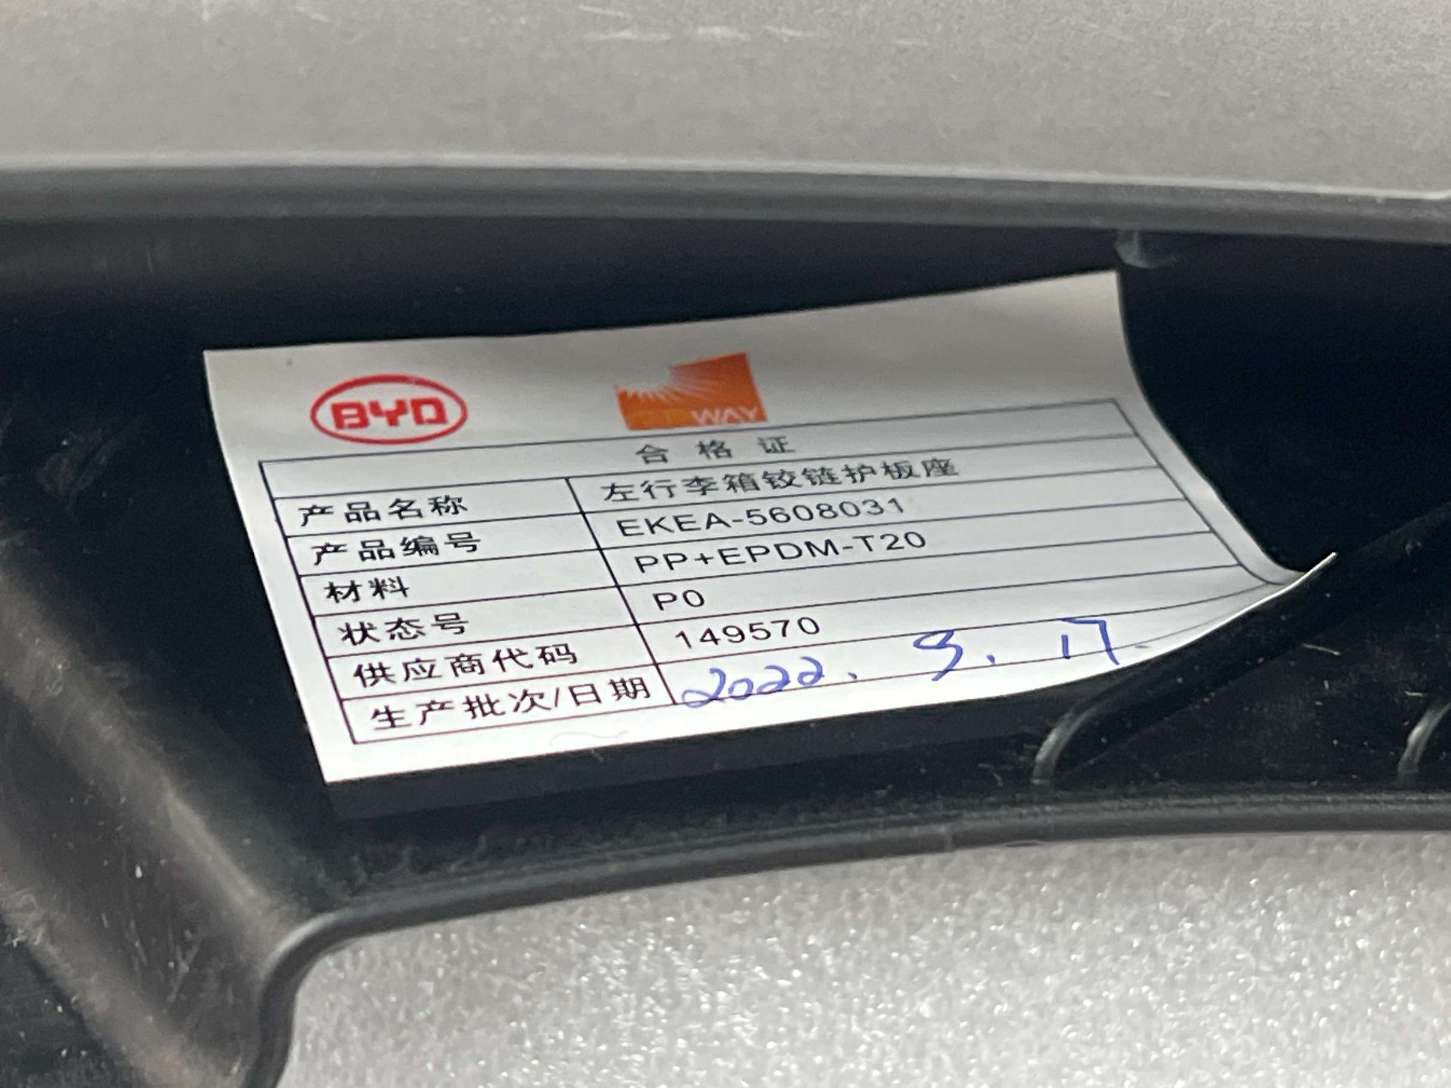 BYD
SUNWAY
合格证
产品名称 左行李箱铰链护板座
产品编号 EKEA-5608031
材料 PP+EPDM-T20
状态号 P0
供应商代码 149570
生产批次/日期 2022.9.17.